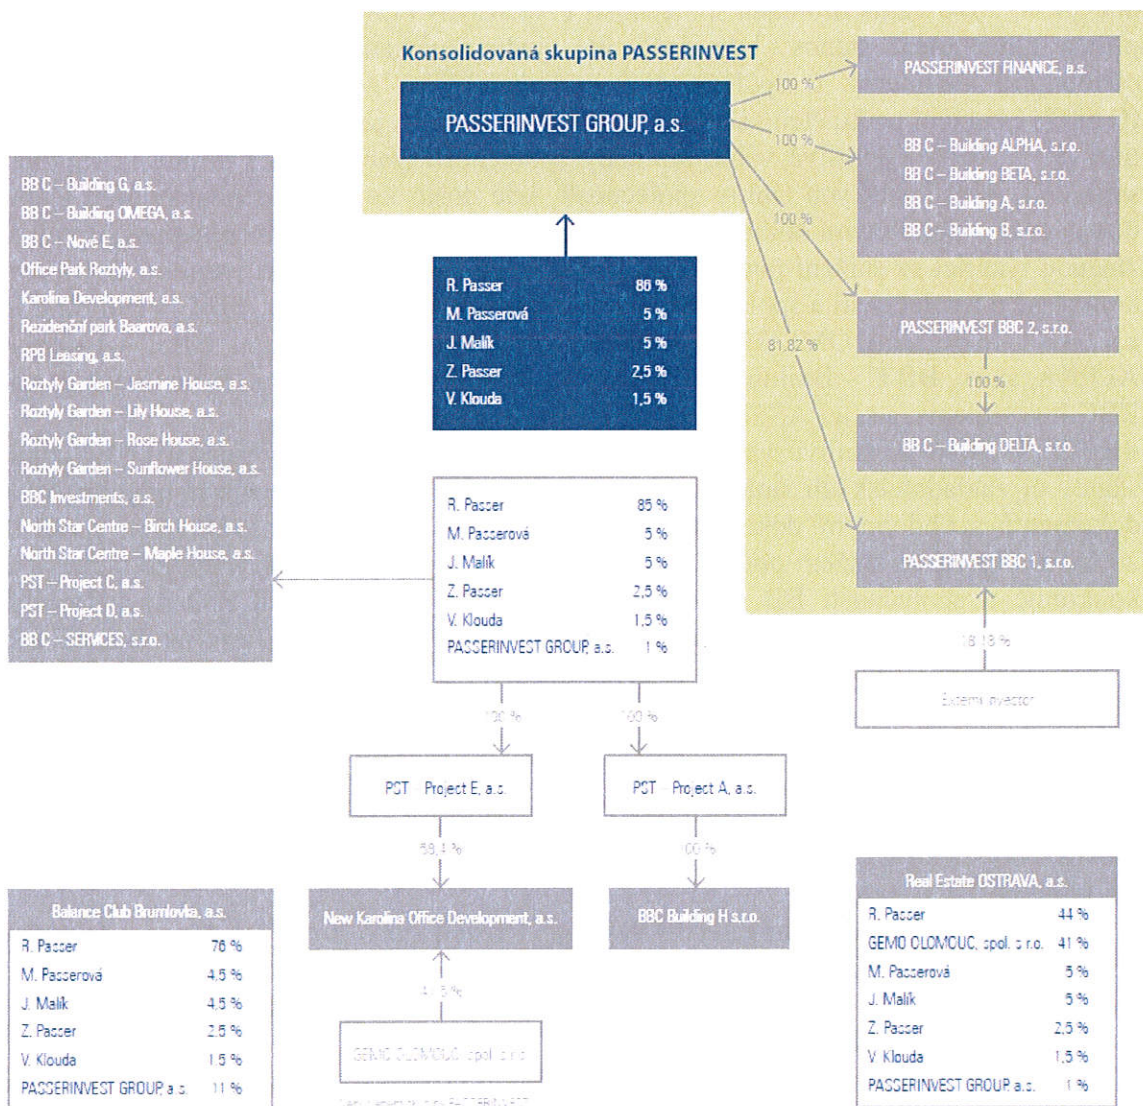 Konsolidovaná skupina PASSERINVEST
PASSERINVEST GROUP, a.s.
100 %
PASSERINVEST FINANCE, a.s.
100 %
BB C – Building ALPHA, s.r.o.
BB C – Building BETA, s.r.o.
BB C – Building A, s.r.o.
BB C – Building B, s.r.o.
100 %
PASSERINVEST BBC 2, s.r.o.
100 %
BB C – Building DELTA, s.r.o.
81,82 %
PASSERINVEST BBC 1, s.r.o.
18,18 %
Externí investor
BB C – Building G, a.s.
BB C – Building OMEGA, a.s.
BB C – Nové E, a.s.
Office Park Roztyly, a.s.
Karolina Development, a.s.
Rezidenční park Baarova, a.s.
RPB Leasing, a.s.
Roztyly Garden – Jasmine House, a.s.
Roztyly Garden – Lily House, a.s.
Roztyly Garden – Rose House, a.s.
Roztyly Garden – Sunflower House, a.s.
BBC Investments, a.s.
North Star Centre – Birch House, a.s.
North Star Centre – Maple House, a.s.
PST – Project C, a.s.
PST – Project D, a.s.
BB C – SERVICES, s.r.o.
R. Passer 86 %
M. Passerová 5 %
J. Malík 5 %
Z. Passer 2,5 %
V. Klouda 1,5 %
R. Passer 85 %
M. Passerová 5 %
J. Malík 5 %
Z. Passer 2,5 %
V. Klouda 1,5 %
PASSERINVEST GROUP, a.s. 1 %
100 %
100 %
PST – Project E, a.s.
PST – Project A, a.s.
100 %
New Karolina Office Development, a.s.
BBC Building H s.r.o.
GEMO OLOMOUC, spol. s r.o.
Balance Club Brumlovka, a.s.
R. Passer 76 %
M. Passerová 4,5 %
J. Malík 4,5 %
Z. Passer 2,5 %
V. Klouda 1,5 %
PASSERINVEST GROUP, a.s. 11 %
Real Estate OSTRAVA, a.s.
R. Passer 44 %
GEMO OLOMOUC, spol. s r.o. 41 %
M. Passerová 5 %
J. Malík 5 %
Z. Passer 2,5 %
V. Klouda 1,5 %
PASSERINVEST GROUP, a.s. 1 %